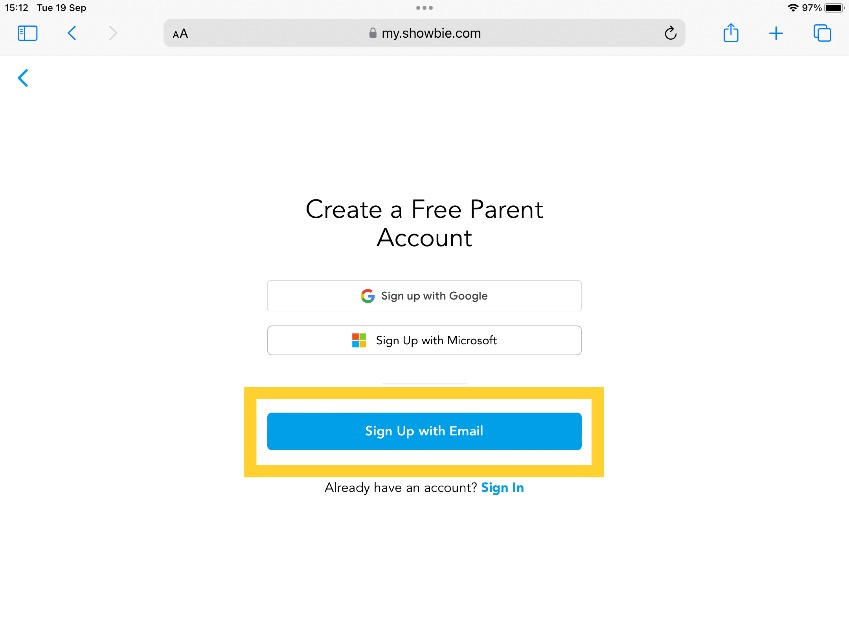 15:12 Tue 19 Sep
97%
AA my.showbie.com
Create a Free Parent
Account
Sign up with Google
Sign Up with Microsoft
Sign Up with Email
Already have an account? Sign In